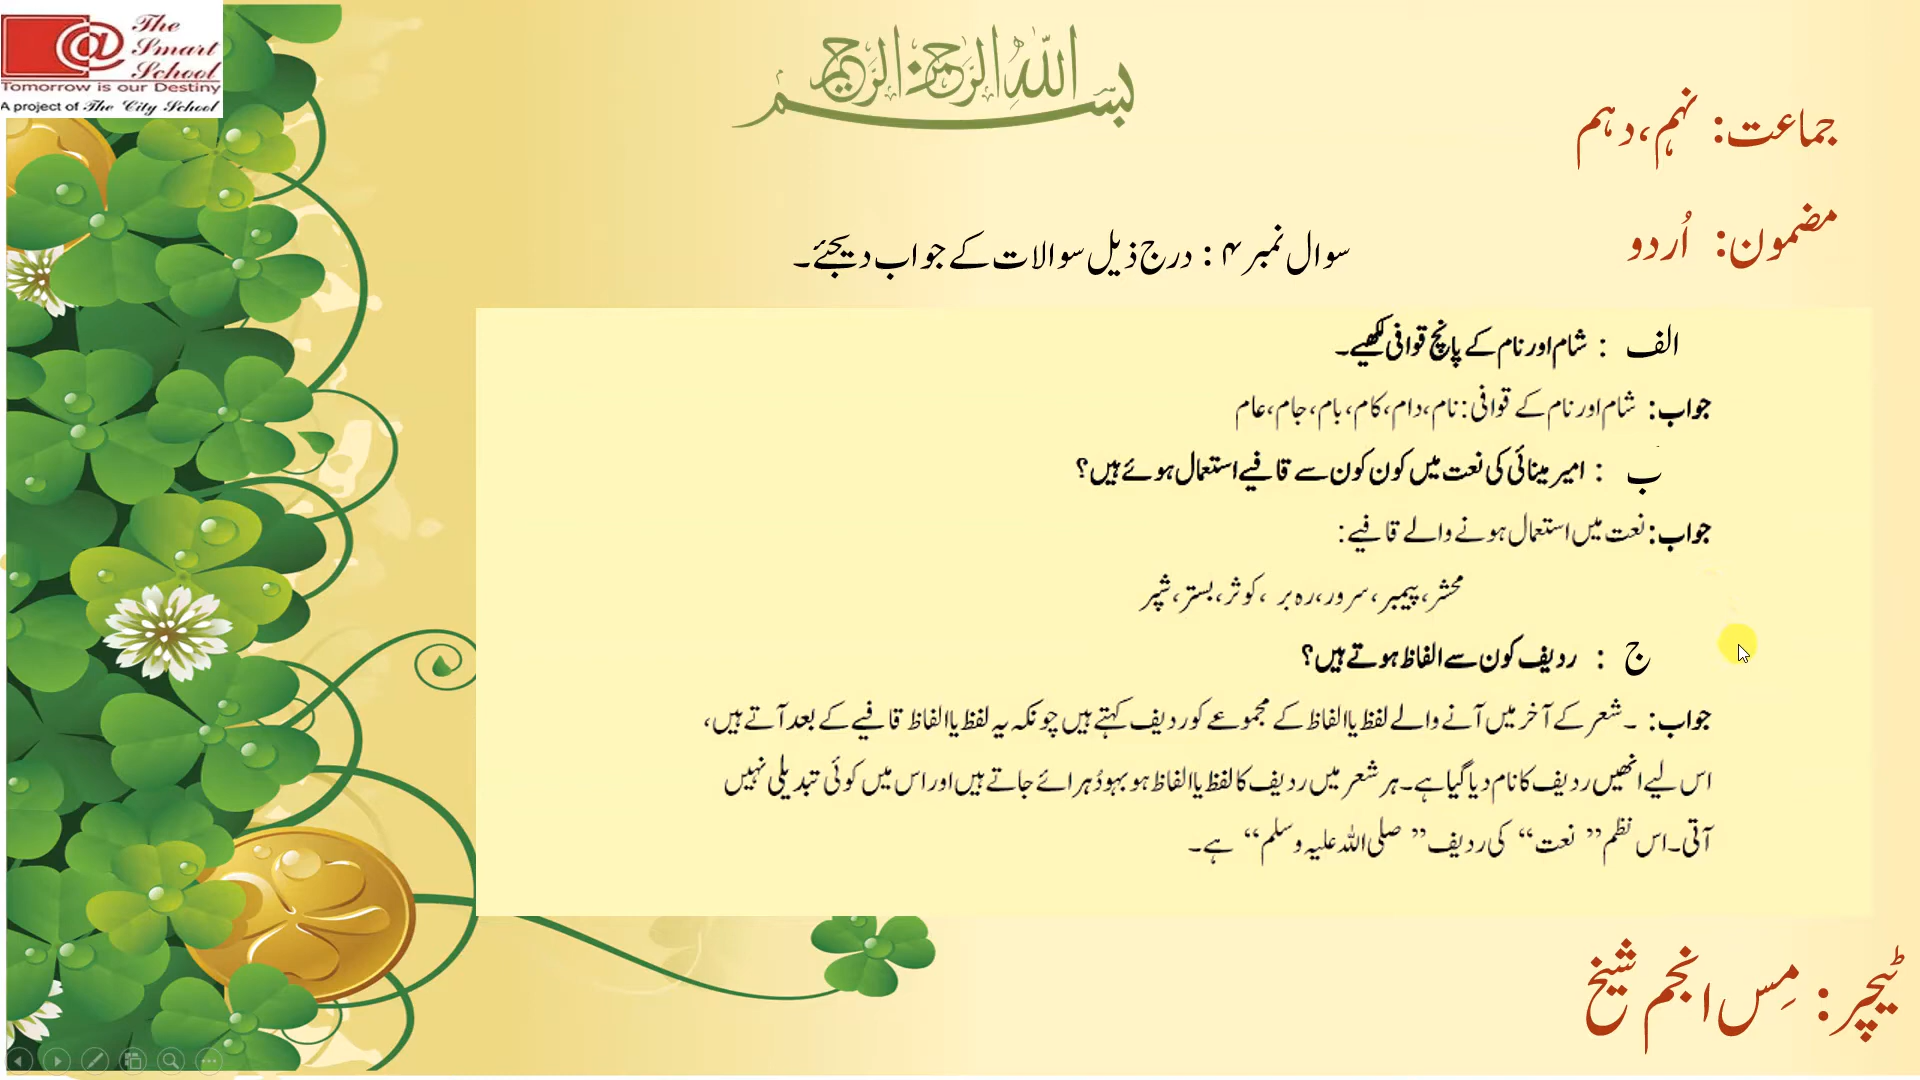 The
Smart
School
Tomorrow is our Destiny
A project of The City School
بسم اللہ الرحمن الرحیم
جماعت: نہم،دہم
مضمون: اُردو
سوال نمبر ۴ : درج ذیل سوالات کے جواب دیجئے۔
الف : شام اور نام کے پانچ قوافی لکھیے۔
جواب: شام اور نام کے قوافی: نام، دام، کام، بام، جام، عام
ب : امیر مینائی کی نعت میں کون کون سے قافیے استعمال ہوئے ہیں؟
جواب: نعت میں استعمال ہونے والے قافیے:
محشر، پیمبر، سرور، رہ بر، کوثر، بستر، شپر
ج : ردیف کون سے الفاظ ہوتے ہیں؟
جواب: ۔شعر کے آخر میں آنے والے لفظ یا الفاظ کے مجموعے کو ردیف کہتے ہیں چونکہ یہ لفظ یا الفاظ قافیے کے بعد آتے ہیں،
اس لیے انھیں ردیف کا نام دیا گیا ہے۔ ہر شعر میں ردیف کا لفظ یا الفاظ ہو بہو دُہرائے جاتے ہیں اور اس میں کوئی تبدیلی نہیں
آتی۔ اس نظم ”نعت“ کی ردیف ”صلی اللہ علیہ وسلم“ ہے۔
ٹیچر: مِس انجم شیخ